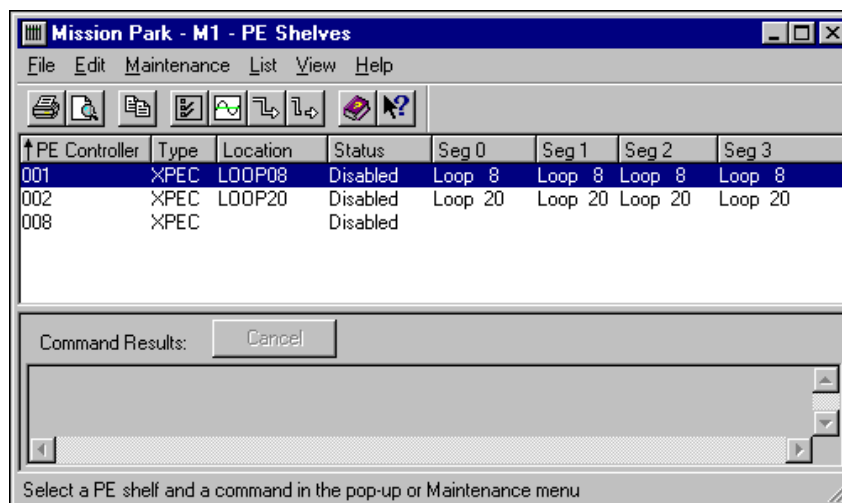 Mission Park - M1 - PE Shelves
File Edit Maintenance List View Help
PE Controller Type Location Status Seg 0 Seg 1 Seg 2 Seg 3
001 XPEC LOOP08 Disabled Loop 8 Loop 8 Loop 8 Loop 8
002 XPEC LOOP20 Disabled Loop 20 Loop 20 Loop 20 Loop 20
008 XPEC Disabled
Command Results: Cancel
Select a PE shelf and a command in the pop-up or Maintenance menu